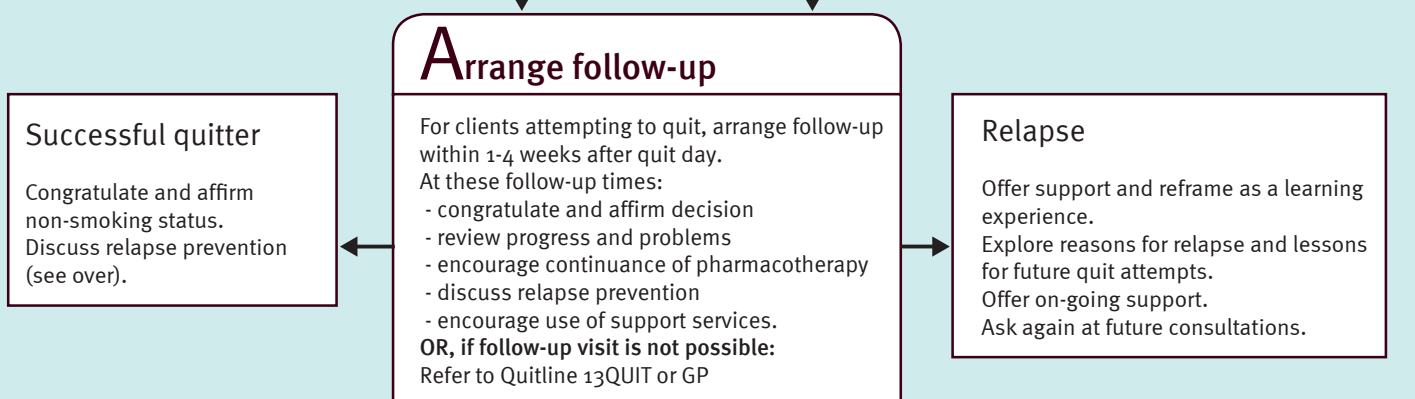 Arrange follow-up
For clients attempting to quit, arrange follow-up
within 1-4 weeks after quit day.
At these follow-up times:
- congratulate and affirm decision
- review progress and problems
- encourage continuance of pharmacotherapy
- discuss relapse prevention
- encourage use of support services.
OR, if follow-up visit is not possible:
Refer to Quitline 13QUIT or GP
Successful quitter
Congratulate and affirm
non-smoking status.
Discuss relapse prevention
(see over).
Relapse
Offer support and reframe as a learning
experience.
Explore reasons for relapse and lessons
for future quit attempts.
Offer on-going support.
Ask again at future consultations.